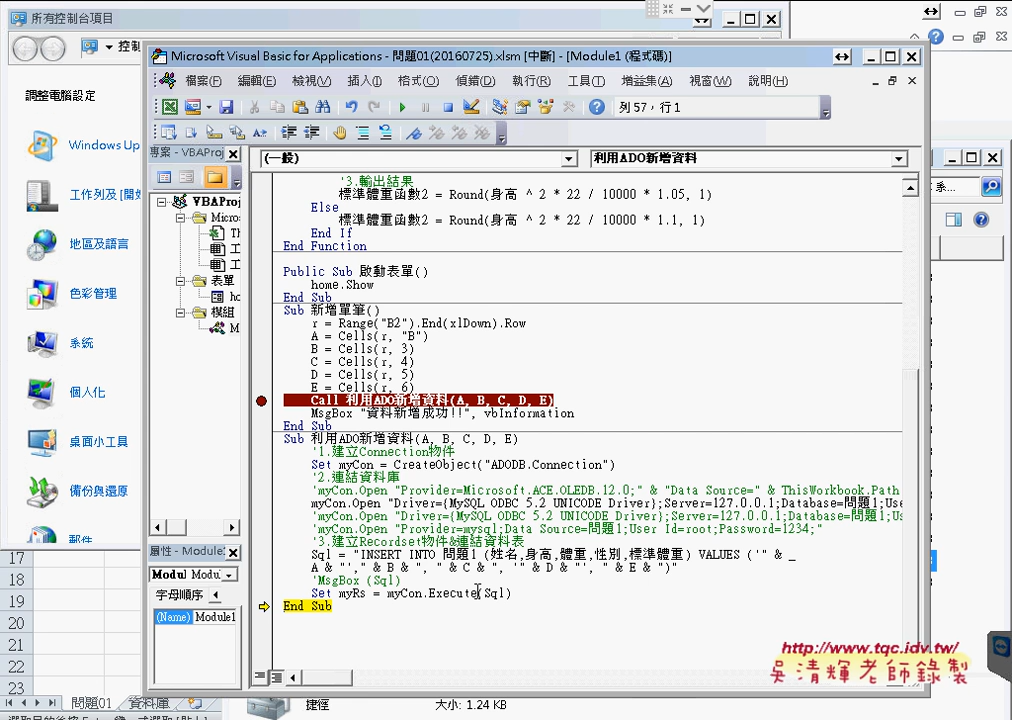 所有控制台項目
控制
調整電腦設定
Windows Up
工作列及 [開始
地區及語言
色彩管理
系統
個人化
桌面小工具
備份與還原
郵件
Microsoft Visual Basic for Applications - 問題01(20160725).xlsm [中斷] - [Module1 (程式碼)]
檔案(F) 編輯(E) 檢視(V) 插入(I) 格式(O) 偵錯(D) 執行(R) 工具(T) 增益集(A) 視窗(W) 說明(H)
列 57，行 1
專案 - VBAProj
(一般)
利用ADO新增資料
VBAProj
Micros
表單
模組
'3.輸出結果
標準體重函數2 = Round(身高 ^ 2 * 22 / 10000 * 1.05, 1)
Else
標準體重函數2 = Round(身高 ^ 2 * 22 / 10000 * 1.1, 1)
End If
End Function
Public Sub 啟動表單()
home.Show
End Sub
Sub 新增單筆()
r = Range("B2").End(xlDown).Row
A = Cells(r, "B")
B = Cells(r, 3)
C = Cells(r, 4)
D = Cells(r, 5)
E = Cells(r, 6)
Call 利用ADO新增資料(A, B, C, D, E)
MsgBox "資料新增成功!!", vbInformation
End Sub
Sub 利用ADO新增資料(A, B, C, D, E)
'1.建立Connection物件
Set myCon = CreateObject("ADODB.Connection")
'2.連結資料庫
'myCon.Open "Provider=Microsoft.ACE.OLEDB.12.0;" & "Data Source=" & ThisWorkbook.Path
myCon.Open "Driver={MySQL ODBC 5.2 UNICODE Driver};Server=127.0.0.1;Database=問題1;Us
'myCon.Open "Driver={MySQL ODBC 5.2 UNICODE Driver};Server=127.0.0.1;Database=問題1;Us
'myCon.Open "Provider=mysql;Data Source=問題1;User Id=root;Password=1234;"
'3.建立Recordset物件&連結資料表
Sql = "INSERT INTO 問題1 (姓名,身高,體重,性別,標準體重) VALUES ('" & _
A & "'," & B & ", " & C & ", '" & D & "', " & E & ")"
'MsgBox (Sql)
Set myRs = myCon.Execute(Sql)
End Sub
屬性 - Module
Modul Modu
字母順序
(Name) Module1
系...
17
18
19
20
21
22
23
問題01
資料庫
捷徑
大小: 1.24 KB
http://www.tqc.idv.tw/
吳清輝老師錄製